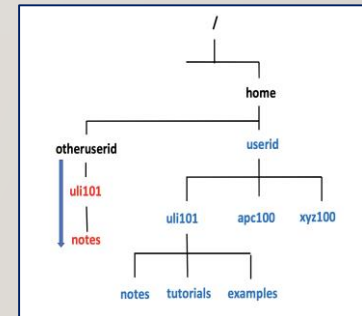 /
home
otheruserid userid
uli101
uli101 apc100 xyz100
notes
notes tutorials examples